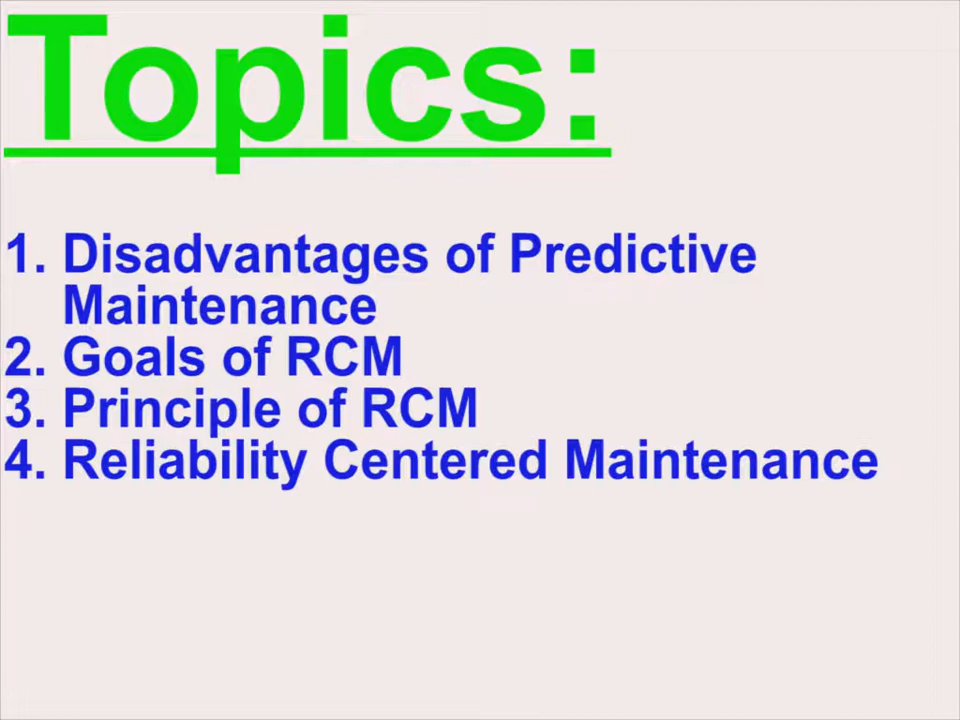 Topics:
1. Disadvantages of Predictive
Maintenance
2. Goals of RCM
3. Principle of RCM
4. Reliability Centered Maintenance